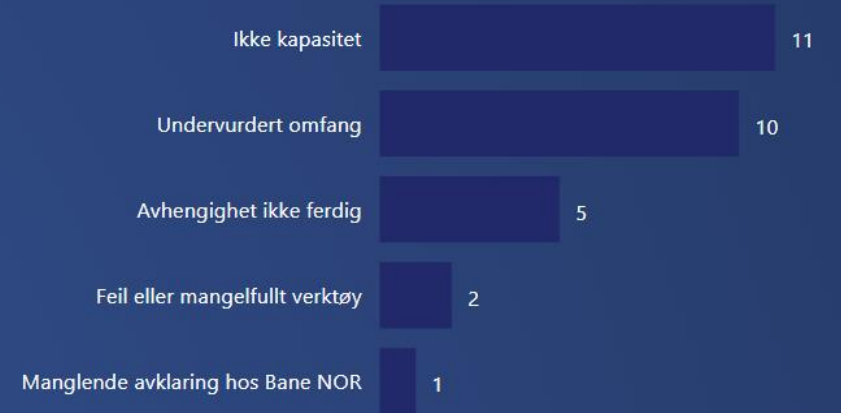 Ikke kapasitet 11
Undervurdert omfang 10
Avhengighet ikke ferdig 5
Feil eller mangelfullt verktøy 2
Manglende avklaring hos Bane NOR 1